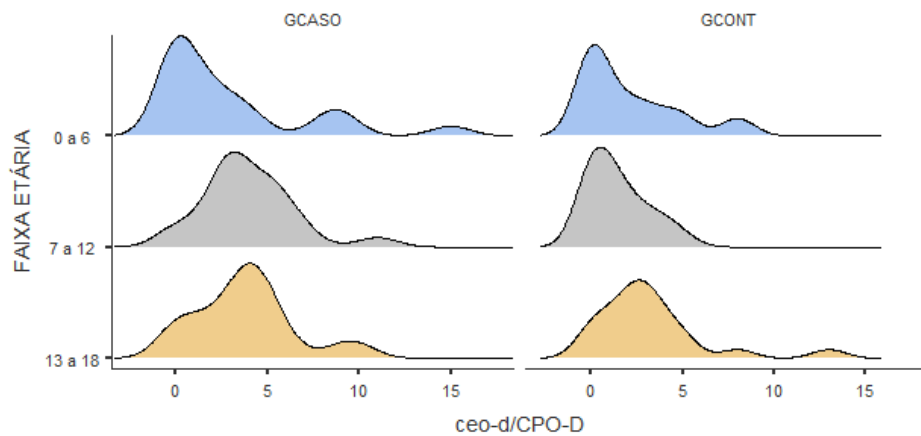 GCASO GCONT
FAIXA ETÁRIA
0 a 6
7 a 12
13 a 18
0 5 10 15 0 5 10 15
ceo-d/CPO-D